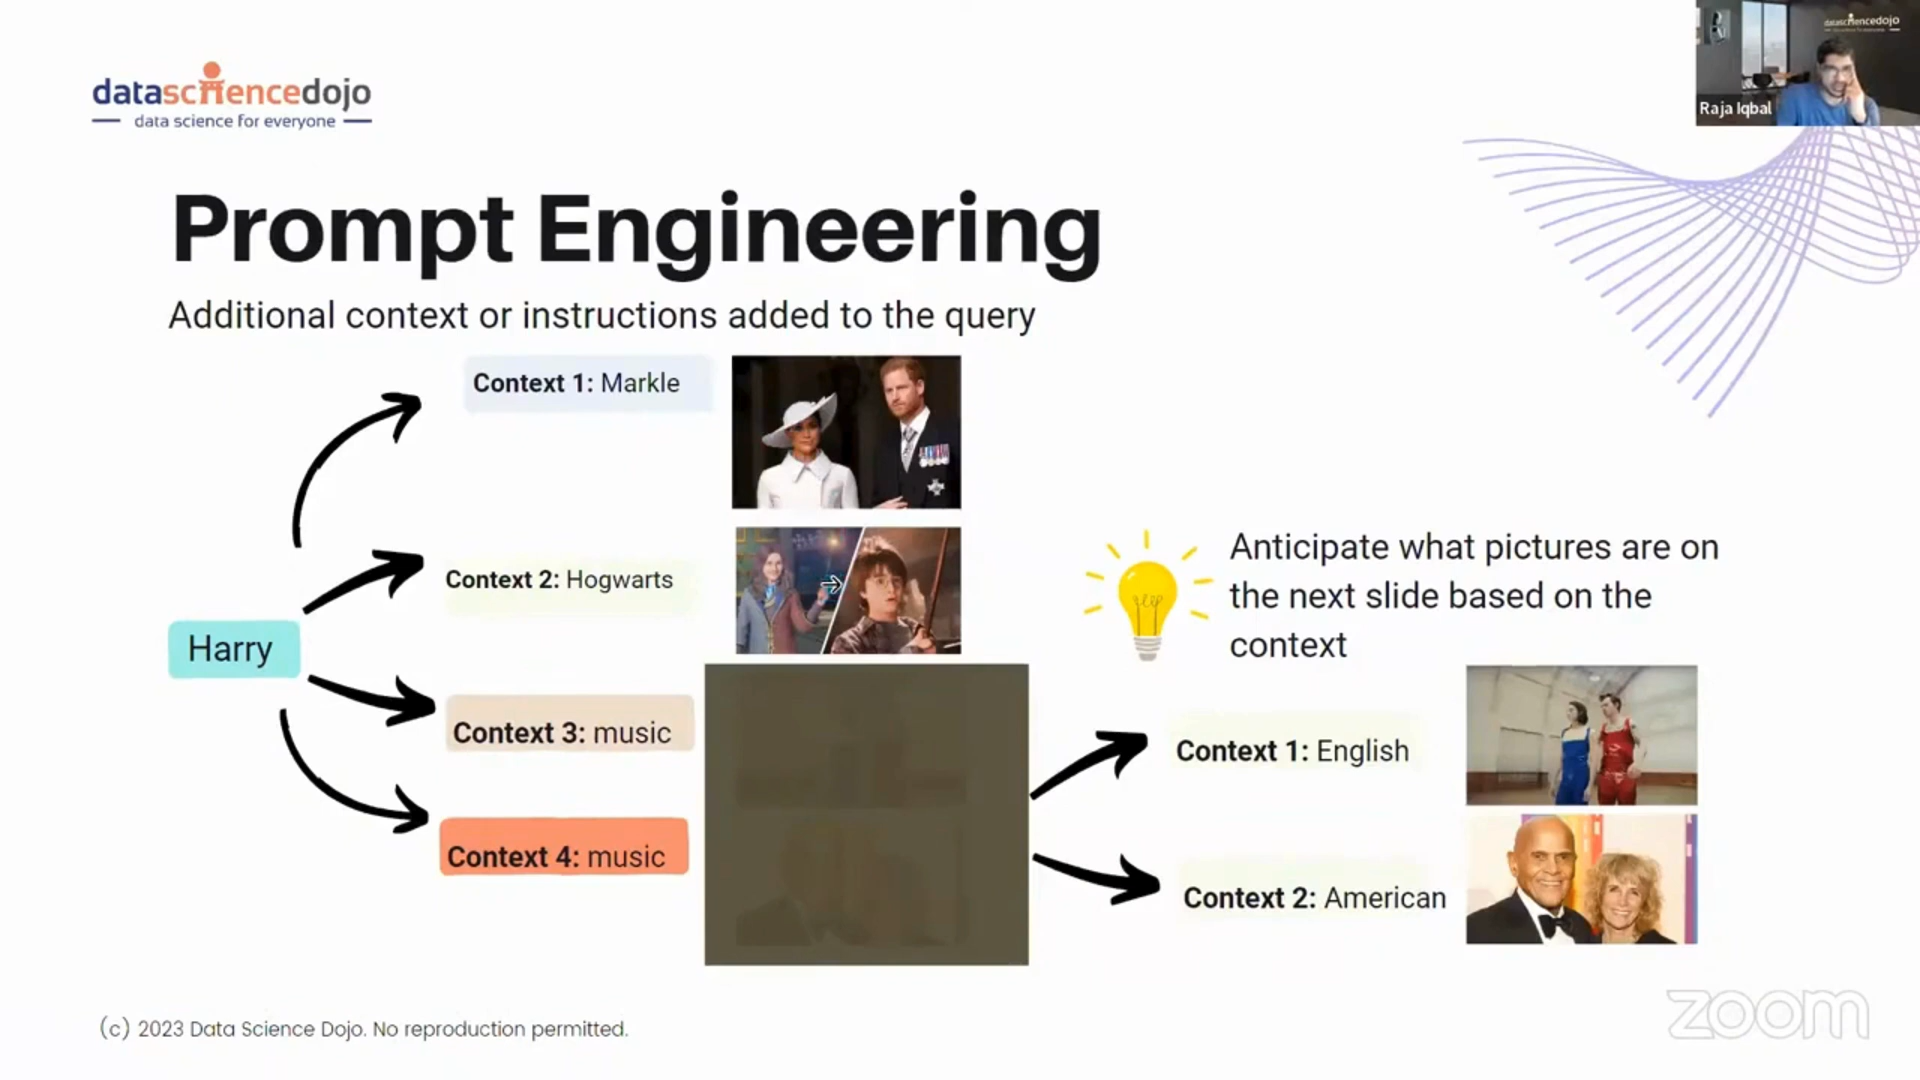 datasciencedojo
data science for everyone
datasciencedojo
Raja Iqbal
Prompt Engineering
Additional context or instructions added to the query
Context 1: Markle
Context 2: Hogwarts
Harry
Context 3: music
Context 4: music
Anticipate what pictures are on
the next slide based on the
context
Context 1: English
Context 2: American
(c) 2023 Data Science Dojo. No reproduction permitted.
zoom